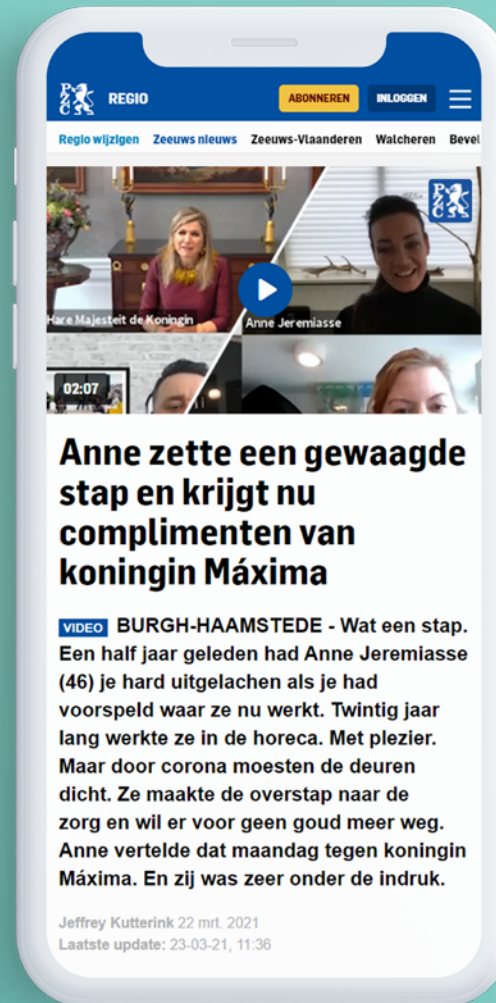 PZC REGIO ABONNEREN INLOGGEN
Regio wijzigen Zeeuws nieuws Zeeuws-Vlaanderen Walcheren Bevel
PZC
Hare Majesteit de Koningin
Anne Jeremiasse
02:07
Anne zette een gewaagde
stap en krijgt nu
complimenten van
koningin Máxima
VIDEO BURGH-HAAMSTEDE - Wat een stap.
Een half jaar geleden had Anne Jeremiasse
(46) je hard uitgelachen als je had
voorspeld waar ze nu werkt. Twintig jaar
lang werkte ze in de horeca. Met plezier.
Maar door corona moesten de deuren
dicht. Ze maakte de overstap naar de
zorg en wil er voor geen goud meer weg.
Anne vertelde dat maandag tegen koningin
Máxima. En zij was zeer onder de indruk.
Jeffrey Kutterink 22 mrt. 2021
Laatste update: 23-03-21, 11:36